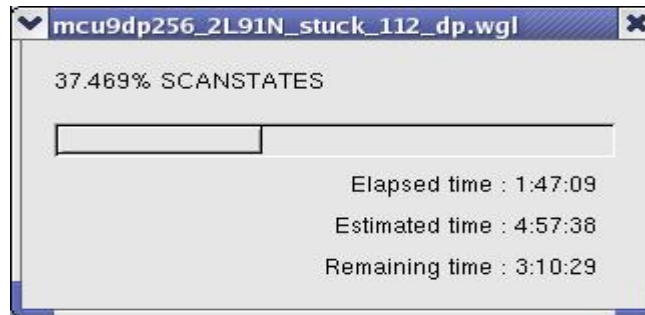 mcu9dp256_2L91N_stuck_112_dp.wgl
37.469% SCANSTATES
Elapsed time : 1:47:09
Estimated time : 4:57:38
Remaining time : 3:10:29